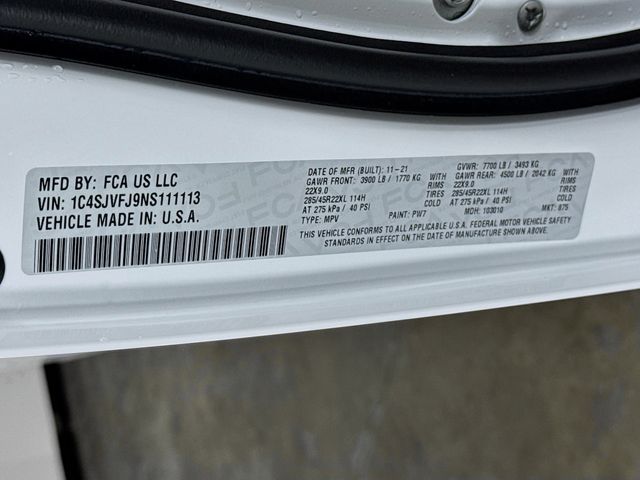 MFD BY: FCA US LLC
VIN: 1C4SJVFJ9NS111113
VEHICLE MADE IN: U.S.A.
DATE OF MFR (BUILT): 11-21 GVWR: 7700 LB / 3493 KG
GAWR FRONT: 3900 LB / 1770 KG WITH GAWR REAR: 4500 LB / 2042 KG WITH
22X9.0 RIMS 22X9.0 RIMS
285/45R22XL 114H TIRES 285/45R22XL 114H TIRES
AT 275 kPa / 40 PSI COLD AT 275 kPa / 40 PSI COLD
TYPE: MPV PAINT: PW7 MDH: 103010 MKT: 875
THIS VEHICLE CONFORMS TO ALL APPLICABLE U.S.A. FEDERAL MOTOR VEHICLE SAFETY
STANDARDS IN EFFECT ON THE DATE OF MANUFACTURE SHOWN ABOVE.